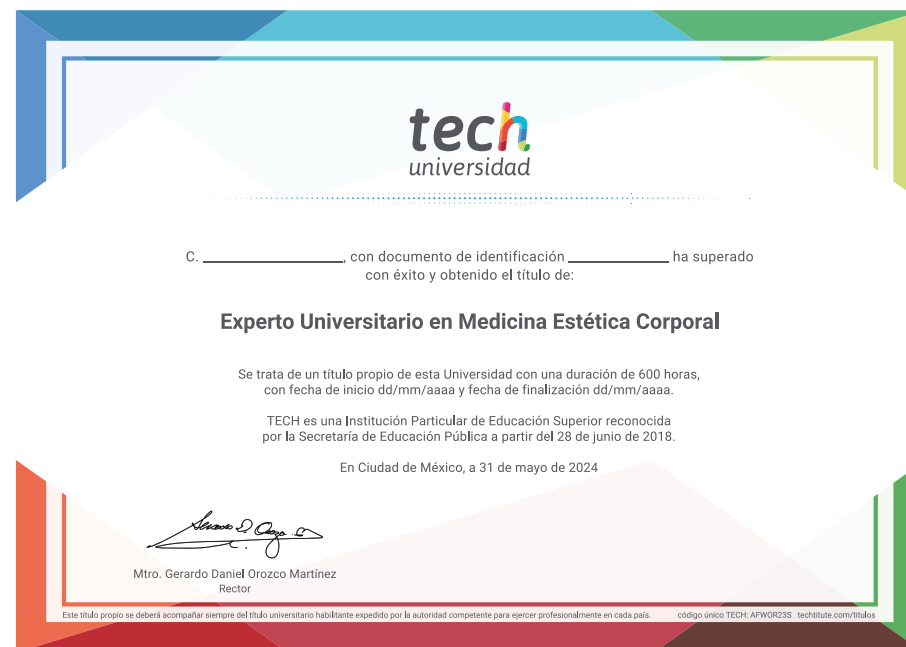 tech
universidad
C. ____________________, con documento de identificación ______________ ha superado
con éxito y obtenido el título de:
Experto Universitario en Medicina Estética Corporal
Se trata de un título propio de esta Universidad con una duración de 600 horas,
con fecha de inicio dd/mm/aaaa y fecha de finalización dd/mm/aaaa.
TECH es una Institución Particular de Educación Superior reconocida
por la Secretaría de Educación Pública a partir del 28 de junio de 2018.
En Ciudad de México, a 31 de mayo de 2024
Mtro. Gerardo Daniel Orozco Martínez
Rector
Este título propio se deberá acompañar siempre del título universitario habilitante expedido por la autoridad competente para ejercer profesionalmente en cada país. código único TECH: AFWOR23S techtitute.com/titulos